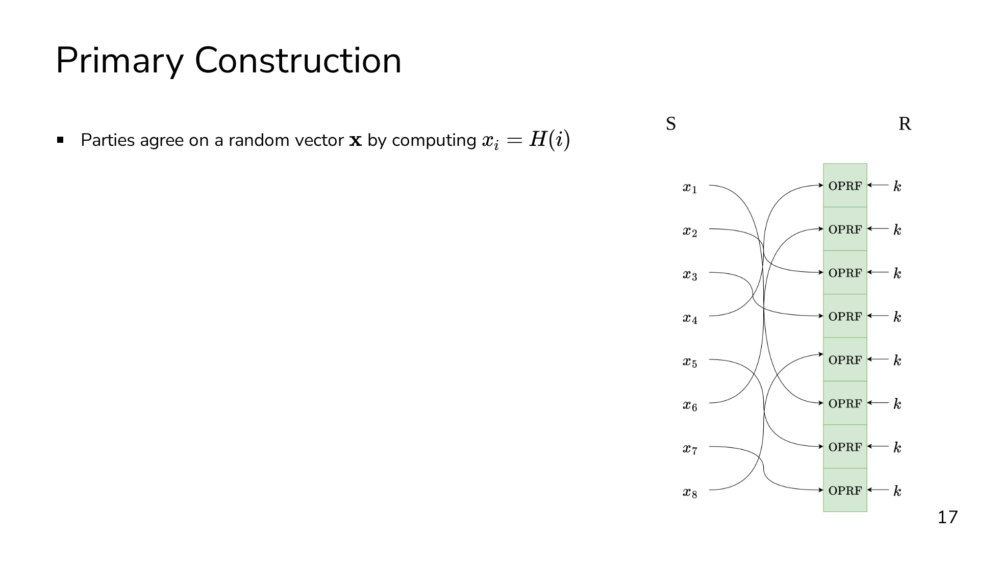 Primary Construction
▪ Parties agree on a random vector **x** by computing $x_i = H(i)$
S R
$x_1$ OPRF $k$
$x_2$ OPRF $k$
$x_3$ OPRF $k$
$x_4$ OPRF $k$
$x_5$ OPRF $k$
$x_6$ OPRF $k$
$x_7$ OPRF $k$
$x_8$ OPRF $k$
17